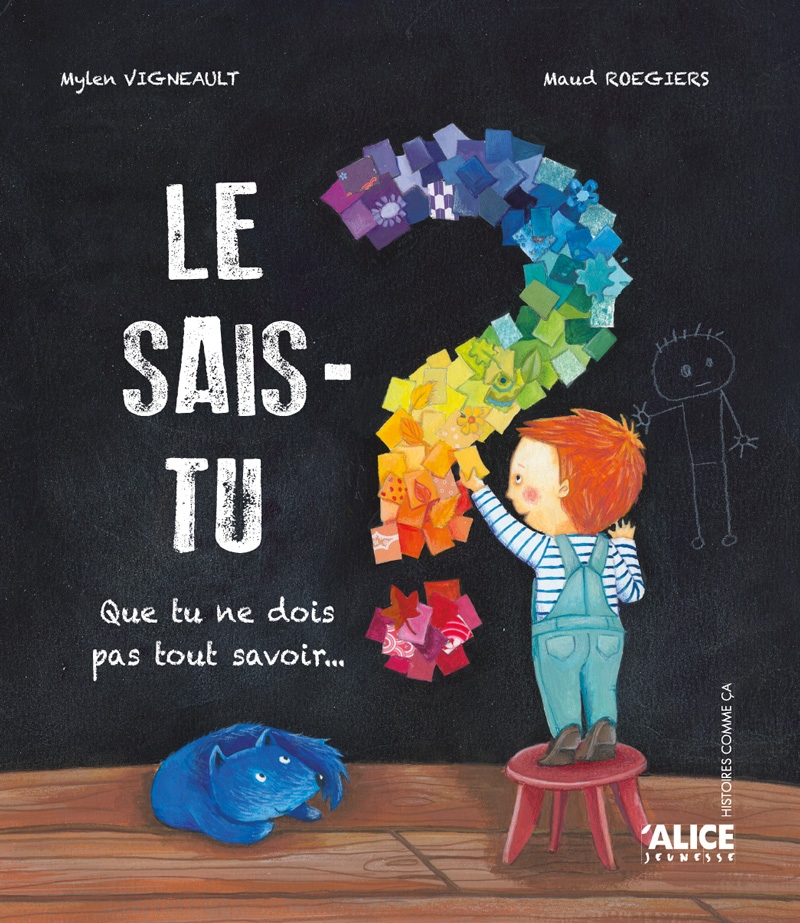 Mylen VIGNEAULT
Maud ROEGIERS
LE
SAIS-
TU
?
Que tu ne dois
pas tout savoir...
HISTOIRES COMME ÇA
'ALICE
JEUNESSE